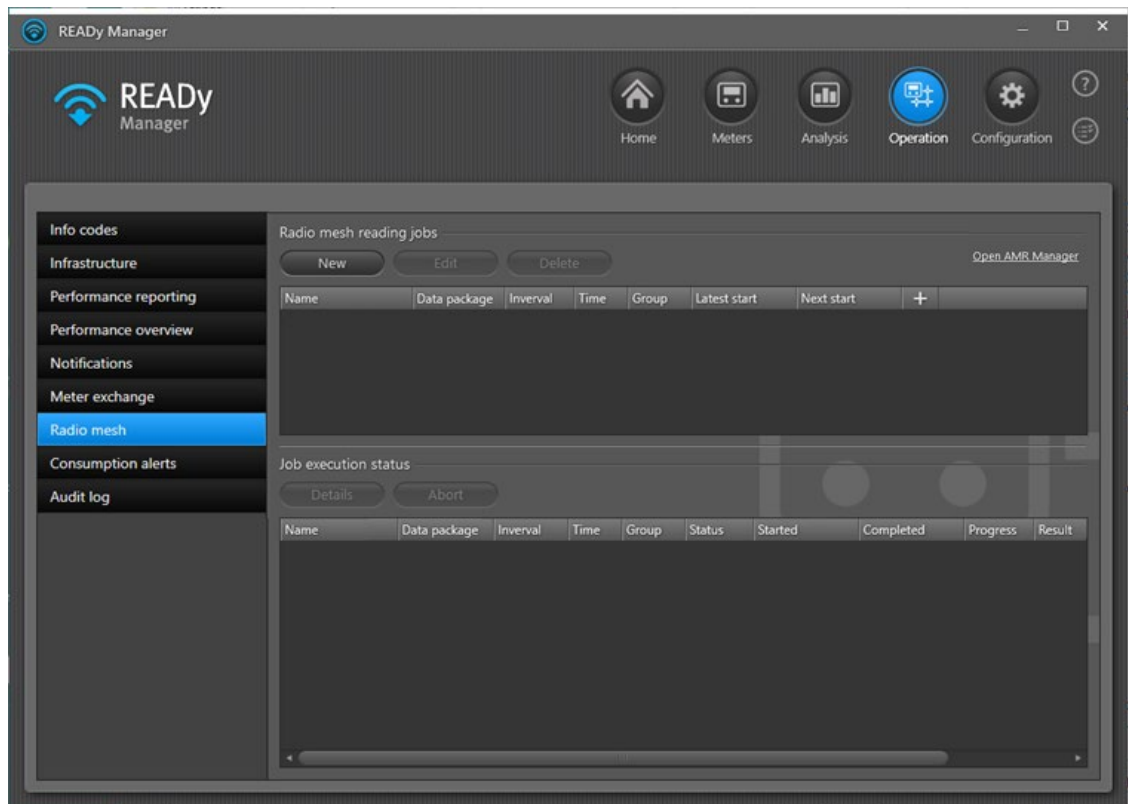 READy Manager
READy
Manager
Home Meters Analysis Operation Configuration
Info codes
Infrastructure
Performance reporting
Performance overview
Notifications
Meter exchange
Radio mesh
Consumption alerts
Audit log
Radio mesh reading jobs
New Edit Delete Open AMR Manager
Name Data package Inverval Time Group Latest start Next start +
Job execution status
Details Abort
Name Data package Inverval Time Group Status Started Completed Progress Result